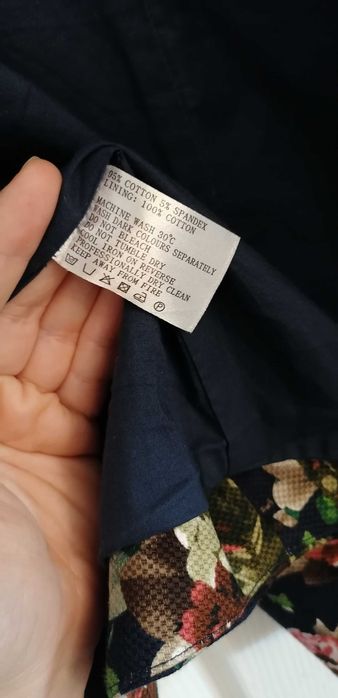 95% COTTON 5% SPANDEX
LINING: 100% COTTON
MACHINE WASH 30°C
WASH DARK COLOURS SEPARATELY
DO NOT BLEACH
DO NOT TUMBLE DRY
COOL IRON ON REVERSE
PROFESSIONALLY DRY CLEAN
KEEP AWAY FROM FIRE
P